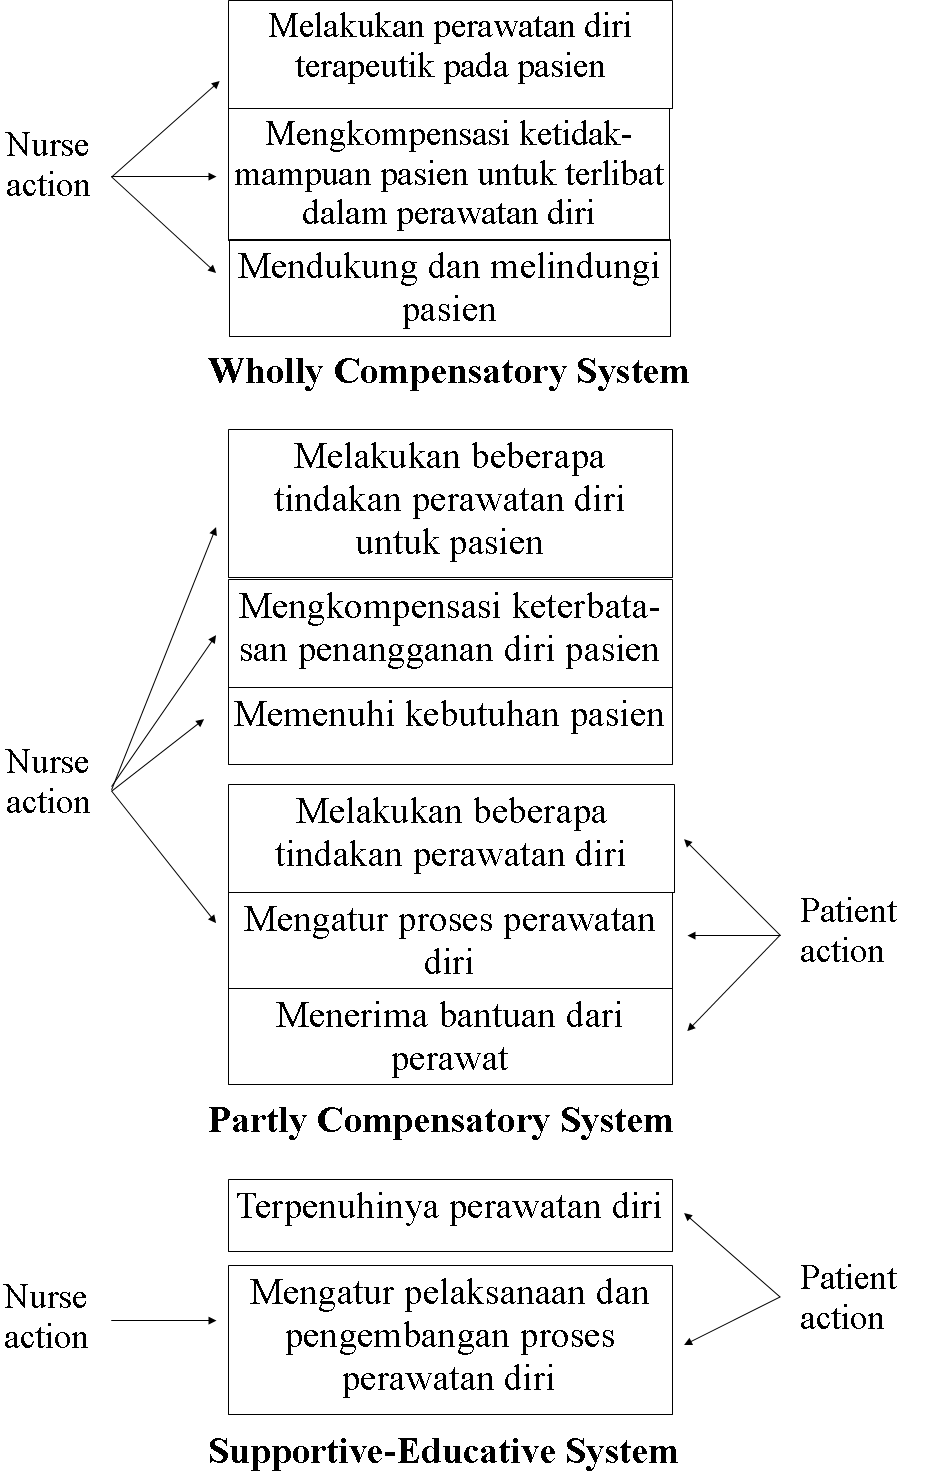 Melakukan perawatan diri
terapeutik pada pasien
Nurse
action
Mengkompensasi ketidak-
mampuan pasien untuk terlibat
dalam perawatan diri
Mendukung dan melindungi
pasien
Wholly Compensatory System
Melakukan beberapa
tindakan perawatan diri
untuk pasien
Mengkompensasi keterbata-
san penangganan diri pasien
Memenuhi kebutuhan pasien
Nurse
action
Melakukan beberapa
tindakan perawatan diri
Mengatur proses perawatan
diri
Menerima bantuan dari
perawat
Patient
action
Partly Compensatory System
Terpenuhinya perawatan diri
Nurse
action
Mengatur pelaksanaan dan
pengembangan proses
perawatan diri
Patient
action
Supportive-Educative System